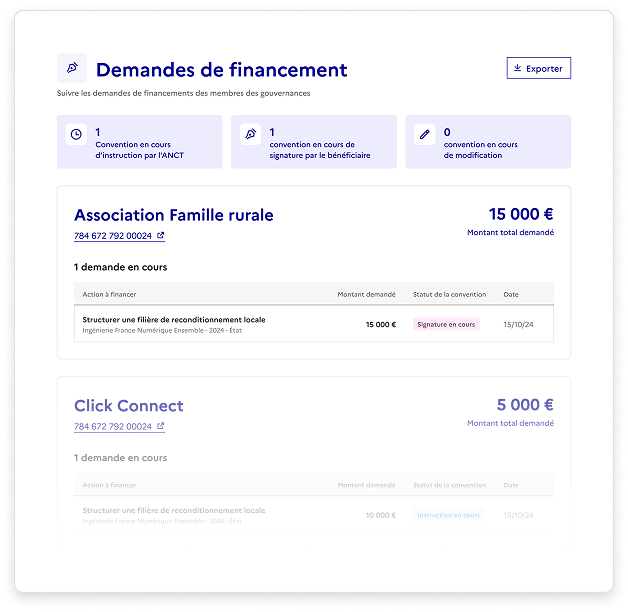 Demandes de financement
Exporter
Suivre les demandes de financements des membres des gouvernances
1
Convention en cours
d'instruction par l'ANCT
1
convention en cours de
signature par le bénéficiaire
0
convention en cours
de modification
Association Famille rurale
15 000 €
784 672 792 00024
Montant total demandé
1 demande en cours
Action à financer Montant demandé Statut de la convention Date
Structurer une filière de reconditionnement locale
15 000 € Signature en cours 15/10/24
Ingénierie France Numérique Ensemble - 2024 - État
Click Connect
5 000 €
784 672 792 00024
Montant total demandé
1 demande en cours
Action à financer Montant demandé Statut de la convention Date
Structurer une filière de reconditionnement locale
10 000 € Instruction en cours 15/10/24
Ingénierie France Numérique Ensemble - 2024 - État